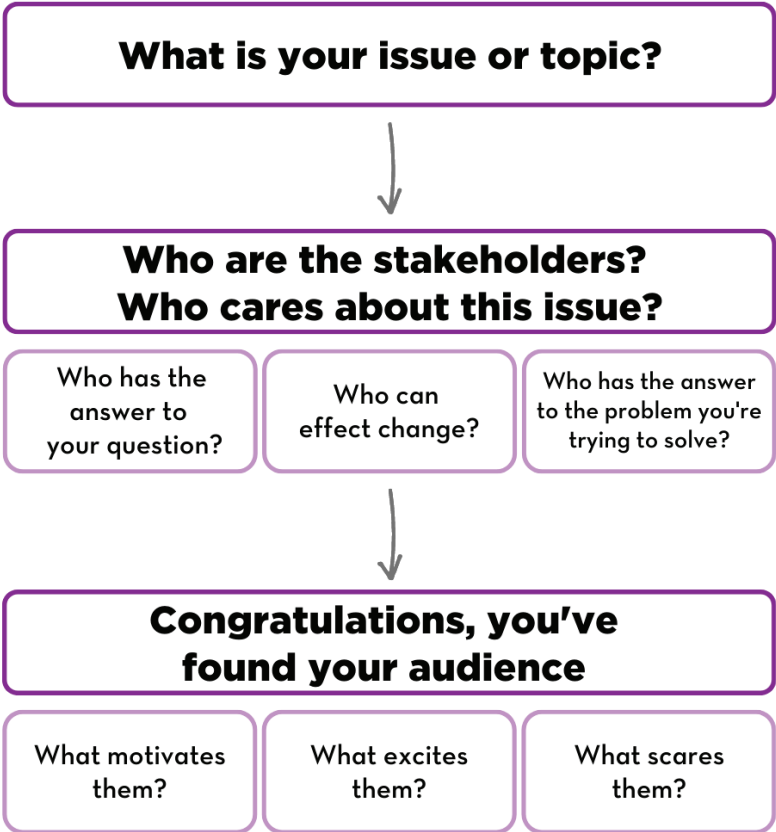 What is your issue or topic?
Who are the stakeholders?
Who cares about this issue?
Who has the
answer to
your question?
Who can
effect change?
Who has the answer
to the problem you're
trying to solve?
Congratulations, you've
found your audience
What motivates
them?
What excites
them?
What scares
them?